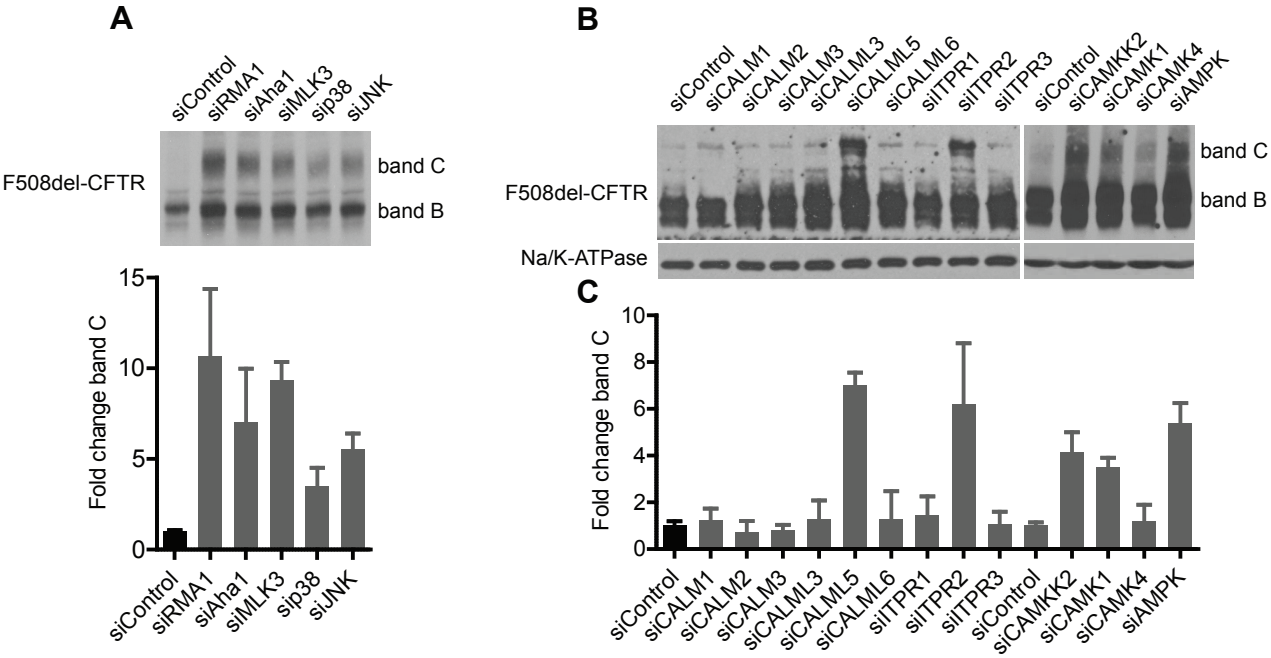 A
siControl
siRMA1
siAha1
siMLK3
sip38
siJNK
F508del-CFTR
band C
band B
15
10
5
0
Fold change band C
siControl
siRMA1
siAha1
siMLK3
sip38
siJNK
B
siControl
siCALM1
siCALM2
siCALM3
siCALML3
siCALML5
siCALML6
siITPR1
siITPR2
siITPR3
siControl
siCAMKK2
siCAMK1
siCAMK4
siAMPK
F508del-CFTR
band C
band B
Na/K-ATPase
C
10
8
6
4
2
0
Fold change band C
siControl
siCALM1
siCALM2
siCALM3
siCALML3
siCALML5
siCALML6
siITPR1
siITPR2
siITPR3
siControl
siCAMKK2
siCAMK1
siCAMK4
siAMPK